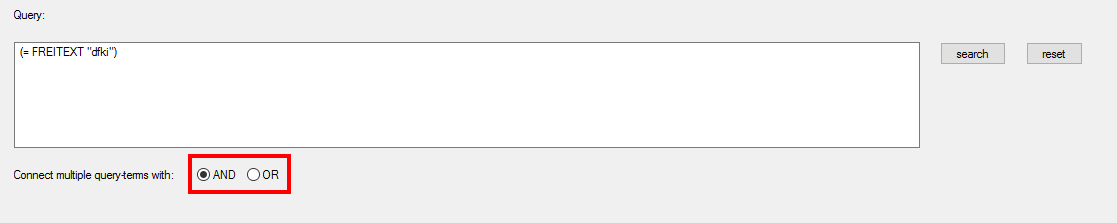 Query:
(= FREITEXT "dfki")
search
reset
Connect multiple query-terms with:
AND
OR